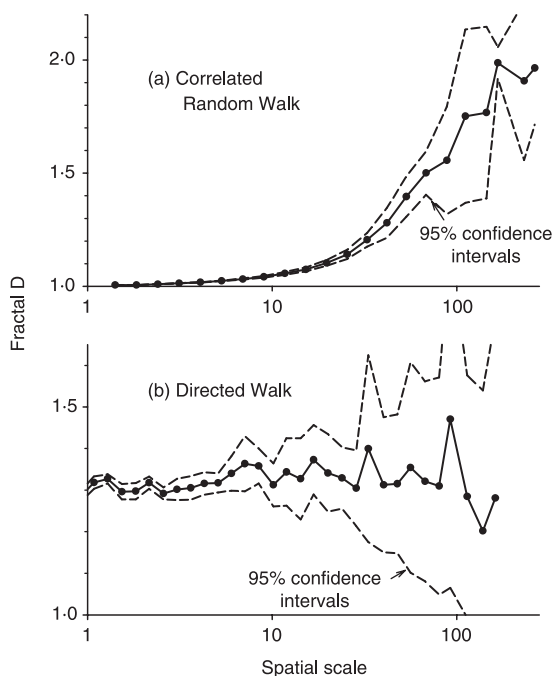 2·0
(a) Correlated
Random Walk
1·5
95% confidence
intervals
1·0
1
10
100
Fractal D
(b) Directed Walk
1·5
95% confidence
intervals
1·0
1
10
100
Spatial scale